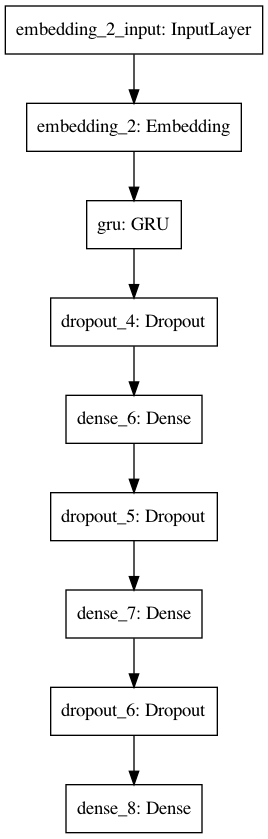 embedding_2_input: InputLayer
embedding_2: Embedding
gru: GRU
dropout_4: Dropout
dense_6: Dense
dropout_5: Dropout
dense_7: Dense
dropout_6: Dropout
dense_8: Dense